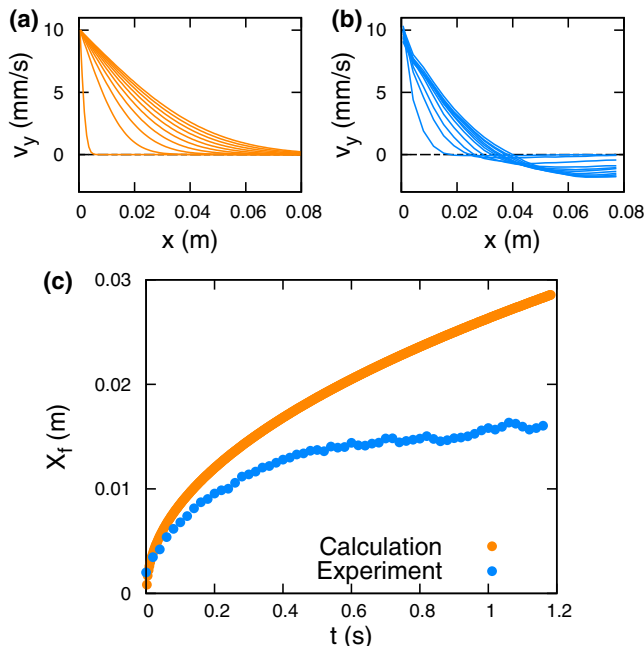 (a)
10
5
0
v_y (mm/s)
0 0.02 0.04 0.06 0.08
x (m)
(b)
10
5
0
v_y (mm/s)
0 0.02 0.04 0.06 0.08
x (m)
(c)
0.03
0.02
0.01
0
X_f (m)
Calculation
Experiment
0 0.2 0.4 0.6 0.8 1 1.2
t (s)